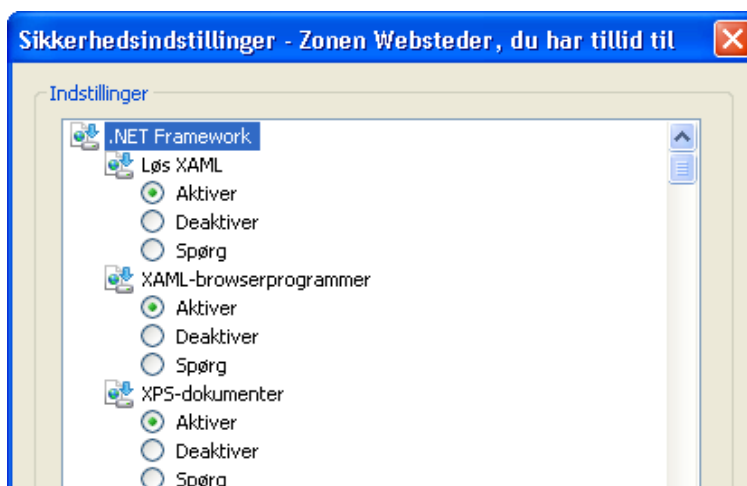 Sikkerhedsindstillinger - Zonen Websteder, du har tillid til
Indstillinger
.NET Framework
Løs XAML
Aktiver
Deaktiver
Spørg
XAML-browserprogrammer
Aktiver
Deaktiver
Spørg
XPS-dokumenter
Aktiver
Deaktiver
Spørg